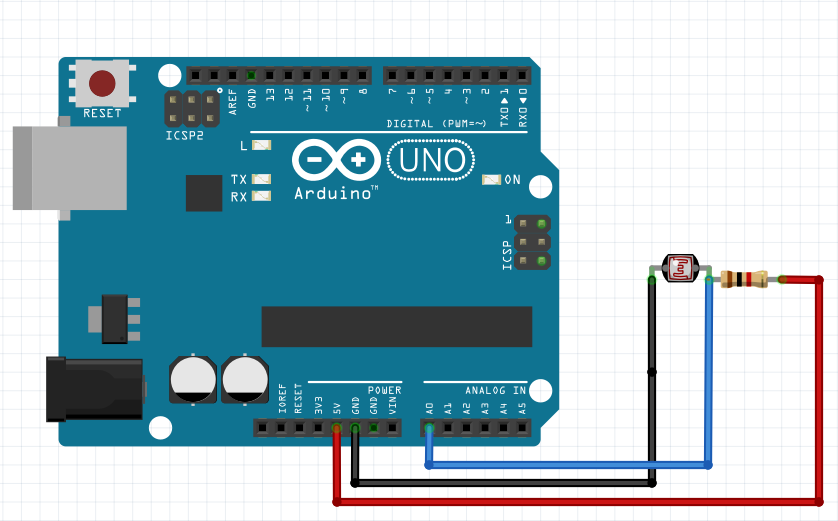 RESET
ICSP2
AREF
GND
13
12
~11
~10
~9
8
7
~6
~5
4
~3
2
TX0▶1
RX0◀0
DIGITAL (PWM=~)
L
TX
RX
UNO
Arduino™
ON
1
ICSP
POWER
ANALOG IN
IOREF
RESET
3V3
5V
GND
GND
VIN
A0
A1
A2
A3
A4
A5